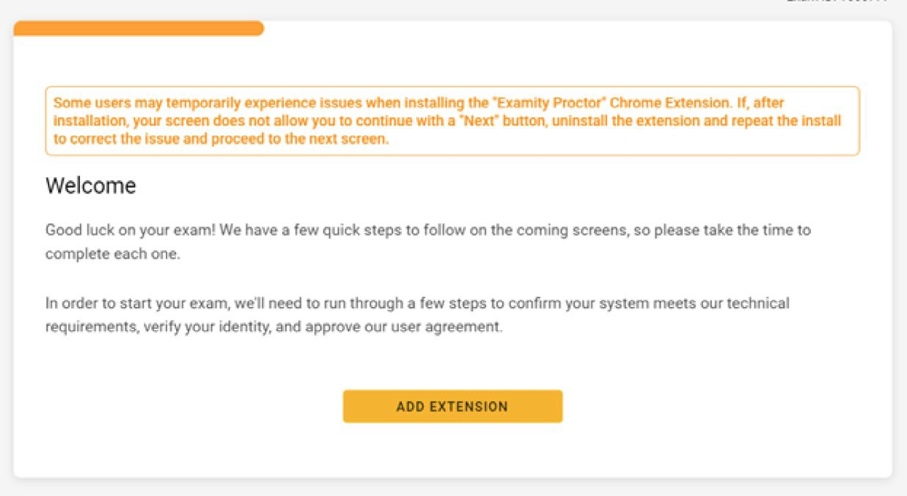 Some users may temporarily experience issues when installing the "Examity Proctor" Chrome Extension. If, after
installation, your screen does not allow you to continue with a "Next" button, uninstall the extension and repeat the install
to correct the issue and proceed to the next screen.
Welcome
Good luck on your exam! We have a few quick steps to follow on the coming screens, so please take the time to
complete each one.
In order to start your exam, we'll need to run through a few steps to confirm your system meets our technical
requirements, verify your identity, and approve our user agreement.
ADD EXTENSION